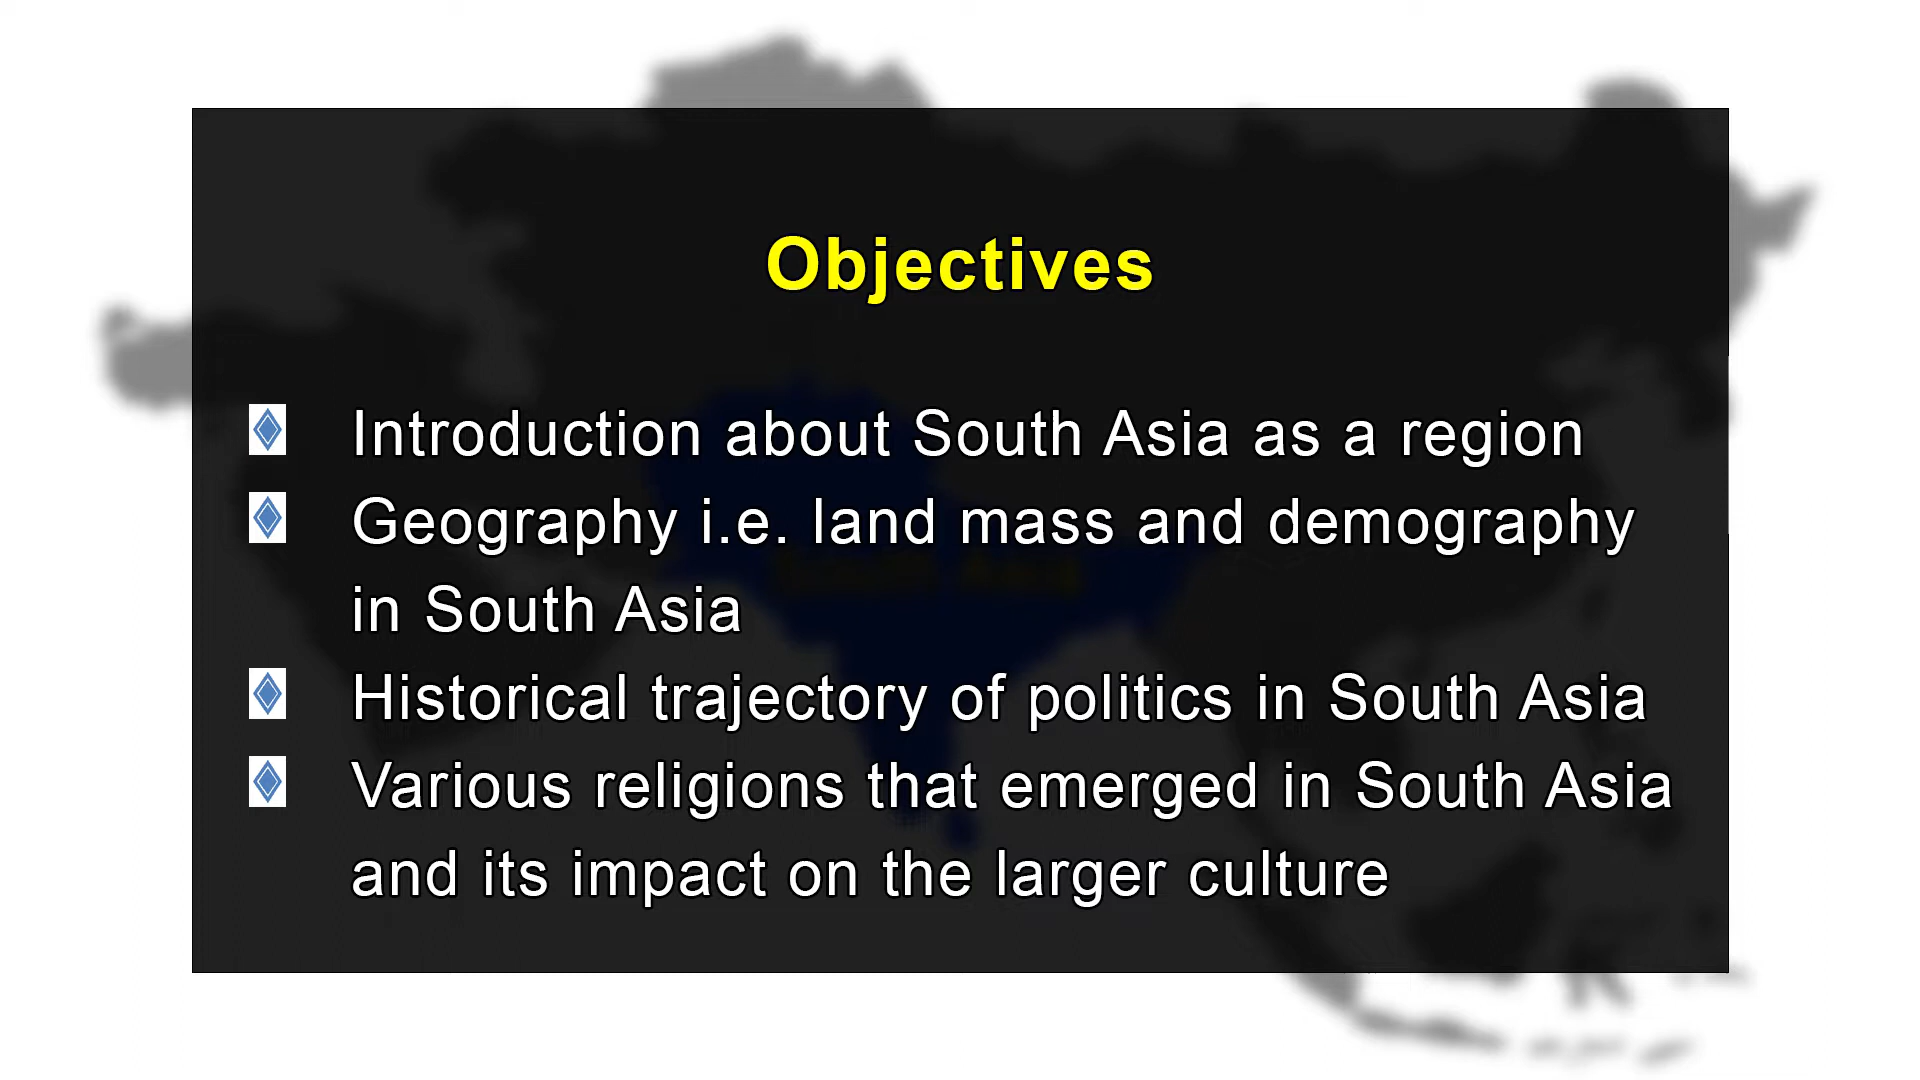 Objectives
Introduction about South Asia as a region
Geography i.e. land mass and demography
in South Asia
Historical trajectory of politics in South Asia
Various religions that emerged in South Asia
and its impact on the larger culture